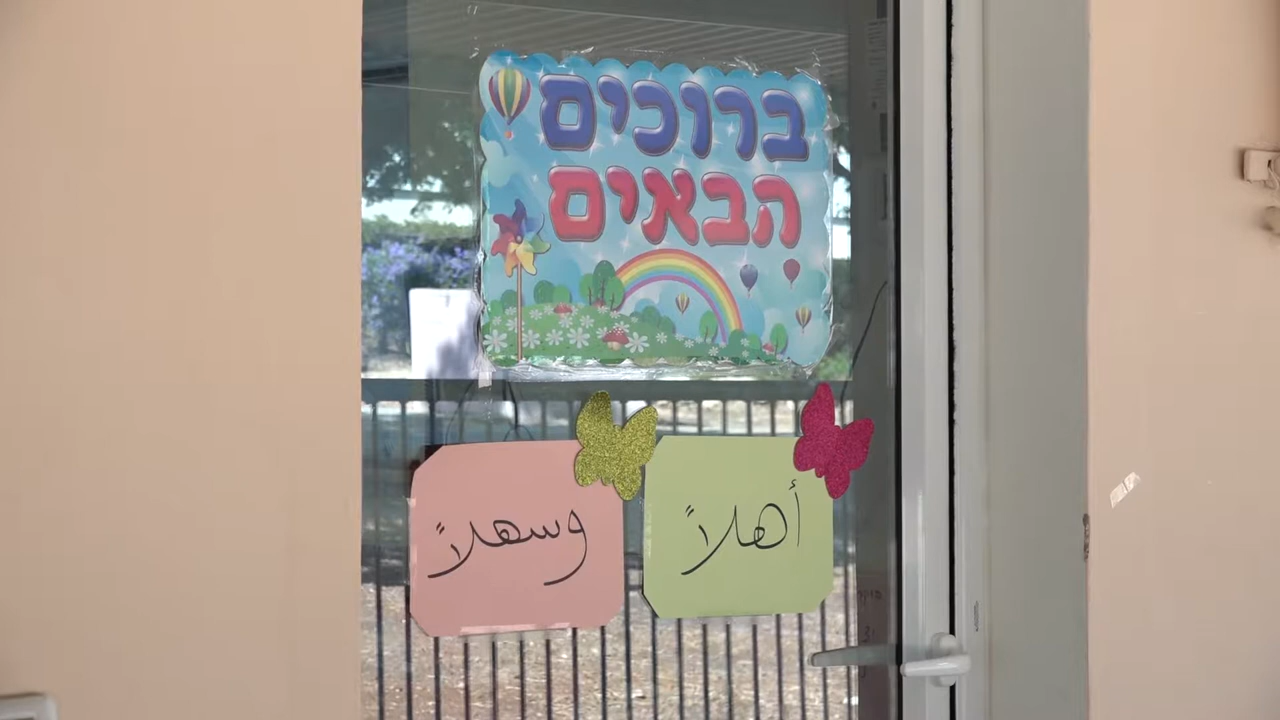 ברוכים
הבאים
أهلاً
وسهلاً